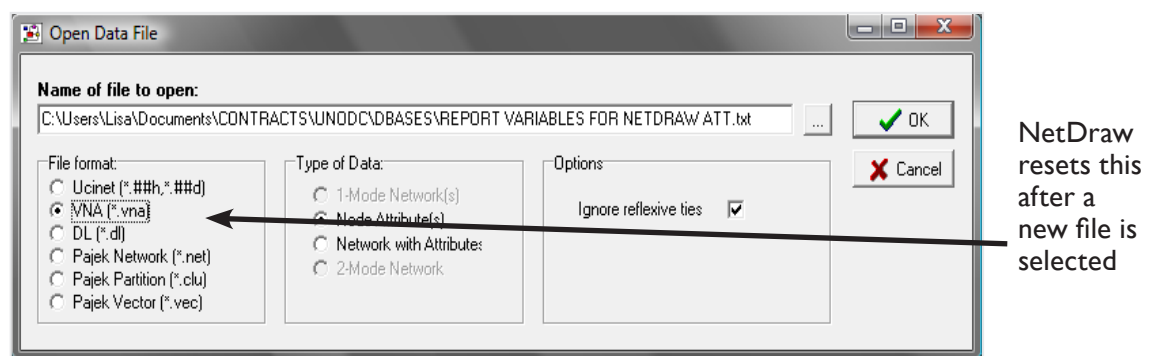 Open Data File
Name of file to open:
C:\Users\Lisa\Documents\CONTRACTS\UNODC\DBASES\REPORT VARIABLES FOR NETDRAW ATT.txt
...
OK
Cancel
File format:
Ucinet (*.##h,*.##d)
VNA (*.vna)
DL (*.dl)
Pajek Network (*.net)
Pajek Partition (*.clu)
Pajek Vector (*.vec)
Type of Data:
1-Mode Network(s)
Node Attribute(s)
Network with Attributes
2-Mode Network
Options
Ignore reflexive ties
NetDraw
resets this
after a
new file is
selected